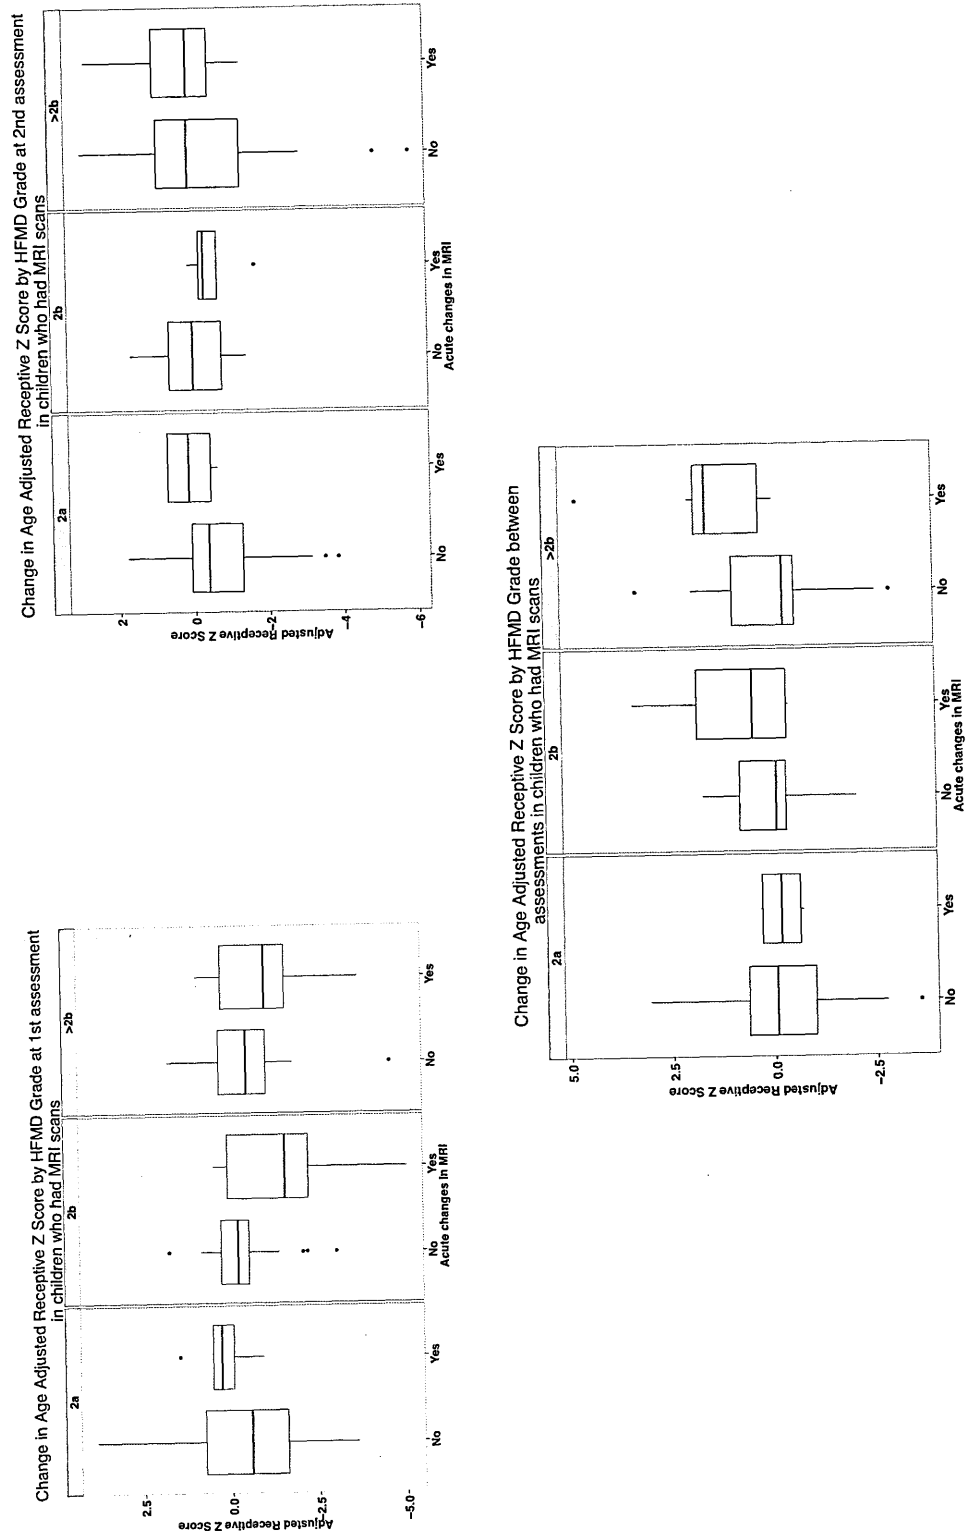 Change in Age Adjusted Receptive Z Score by HFMD Grade at 1st assessment
in children who had MRI scans
2a
2b
>2b
Adjusted Receptive Z Score
2.5
0.0
-2.5
-5.0
No
Yes
No
Yes
No
Yes
Acute changes in MRI
Change in Age Adjusted Receptive Z Score by HFMD Grade at 2nd assessment
in children who had MRI scans
2a
2b
>2b
Adjusted Receptive Z Score
2
0
-2
-4
-6
No
Yes
No
Yes
No
Yes
Acute changes in MRI
Change in Age Adjusted Receptive Z Score by HFMD Grade between
assessments in children who had MRI scans
2a
2b
>2b
Adjusted Receptive Z Score
5.0
2.5
0.0
-2.5
No
Yes
No
Yes
No
Yes
Acute changes in MRI